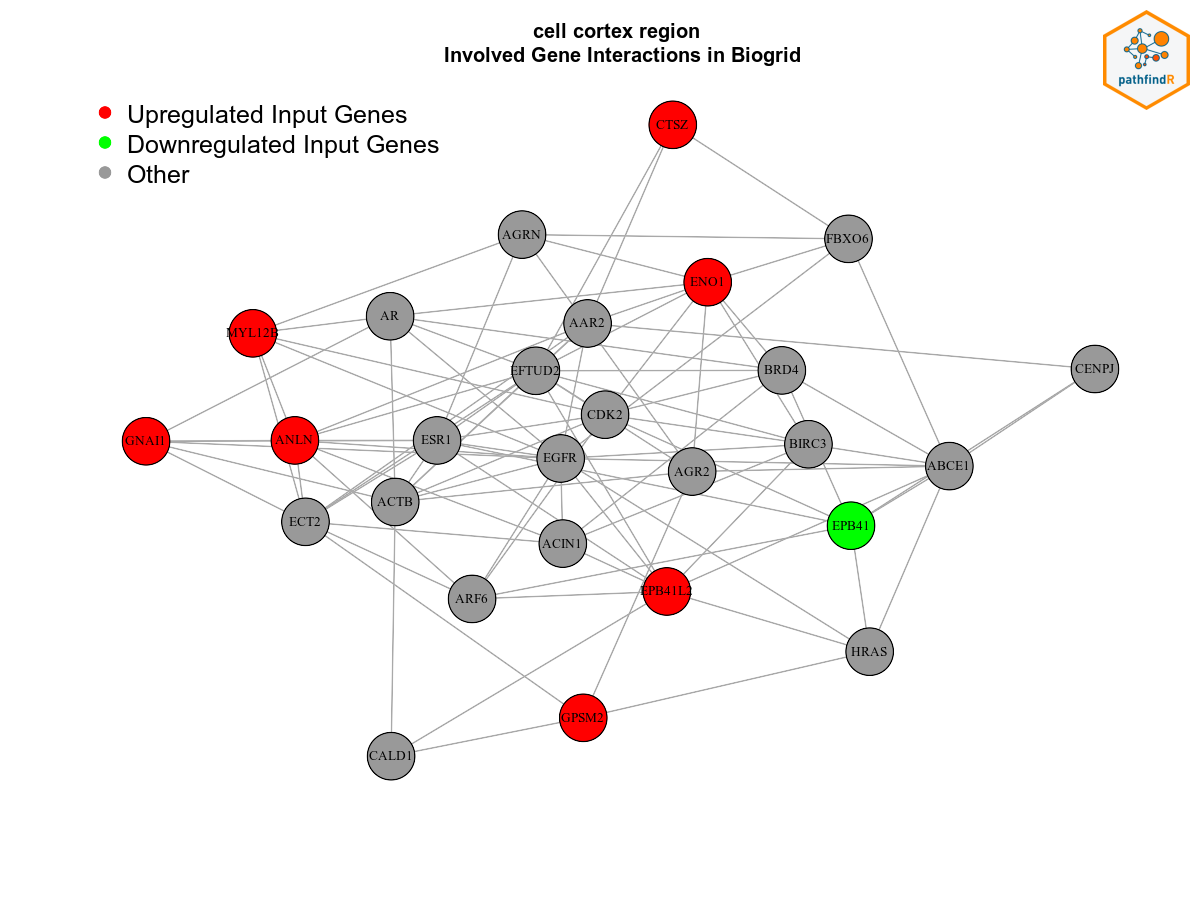 cell cortex region
Involved Gene Interactions in Biogrid
pathfindR
Upregulated Input Genes
Downregulated Input Genes
Other
CTSZ
AGRN
FBXO6
ENO1
AR
AAR2
MYL12B
EFTUD2
BRD4
CENPJ
CDK2
GNAI1
ANLN
ESR1
EGFR
BIRC3
AGR2
ABCE1
ACTB
ECT2
EPB41
ACIN1
ARF6
EPB41L2
HRAS
GPSM2
CALD1